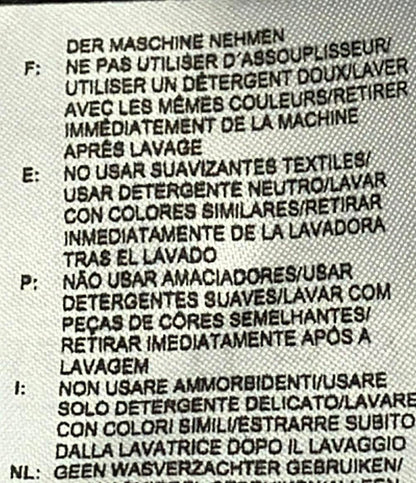 DER MASCHINE NEHMEN
F: NE PAS UTILISER D'ASSOUPLISSEUR/
UTILISER UN DÉTERGENT DOUX/LAVER
AVEC LES MÊMES COULEURS/RETIRER
IMMÉDIATEMENT DE LA MACHINE
APRÈS LAVAGE
E: NO USAR SUAVIZANTES TEXTILES/
USAR DETERGENTE NEUTRO/LAVAR
CON COLORES SIMILARES/RETIRAR
INMEDIATAMENTE DE LA LAVADORA
TRAS EL LAVADO
P: NÃO USAR AMACIADORES/USAR
DETERGENTES SUAVES/LAVAR COM
PEÇAS DE CÔRES SEMELHANTES/
RETIRAR IMEDIATAMENTE APÓS A
LAVAGEM
I: NON USARE AMMORBIDENTI/USARE
SOLO DETERGENTE DELICATO/LAVARE
CON COLORI SIMILI/ESTRARRE SUBITO
DALLA LAVATRICE DOPO IL LAVAGGIO
NL: GEEN WASVERZACHTER GEBRUIKEN/